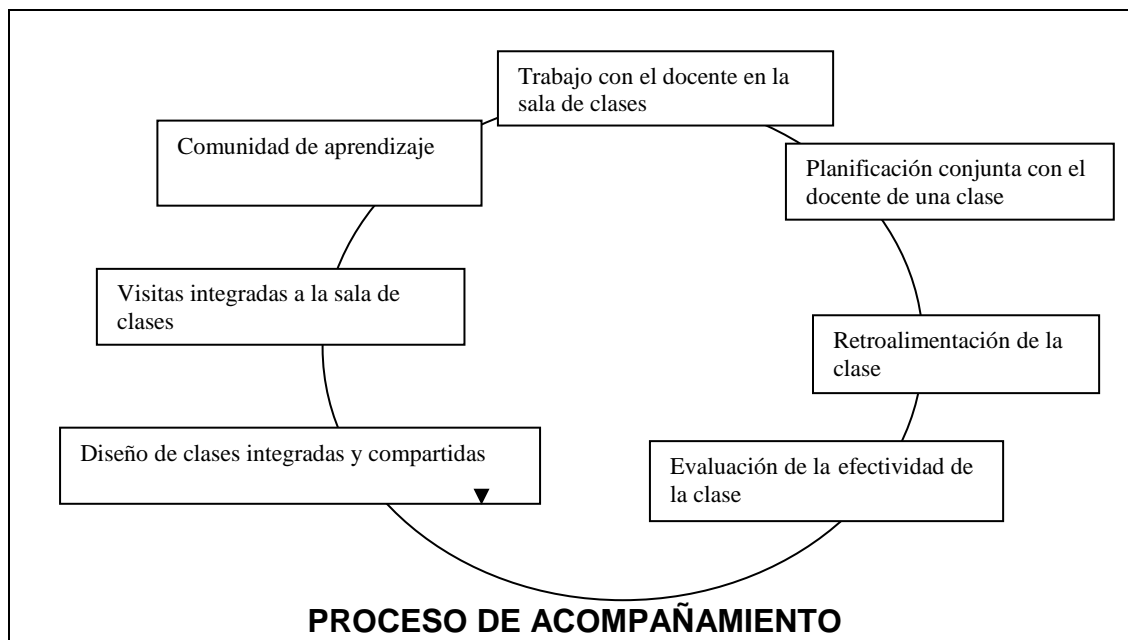 Trabajo con el docente en la
sala de clases
Comunidad de aprendizaje
Planificación conjunta con el
docente de una clase
Visitas integradas a la sala de
clases
Retroalimentación de la
clase
Diseño de clases integradas y compartidas
Evaluación de la efectividad de
la clase
PROCESO DE ACOMPAÑAMIENTO